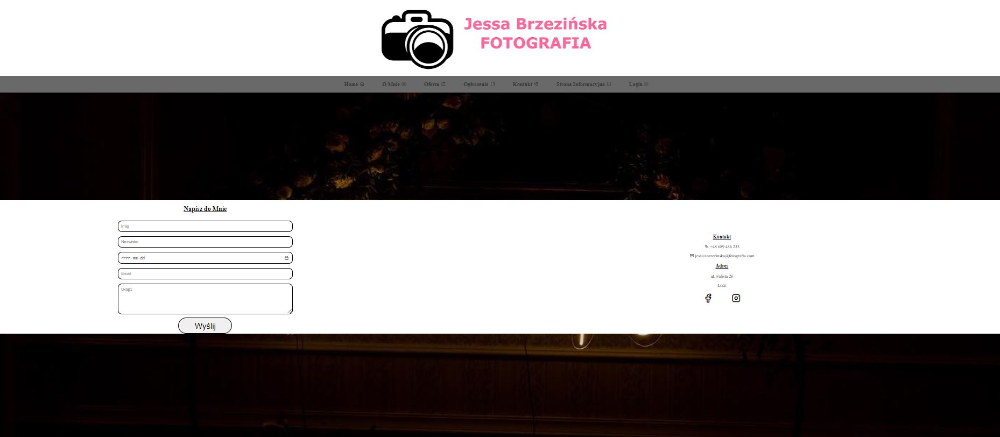 Jessa Brzezińska
FOTOGRAFIA
Home
O Mnie
Oferta
Ogłoszenia
Kontakt
Strona Informacyjna
Login
Napisz do Mnie
Imię
Nazwisko
rrrr-mm-dd
Email
Uwagi
Wyślij
Kontakt
+48 689 456 233
jessicabrzezinska@fotografia.com
Adres
ul. Falista 26
Łódź